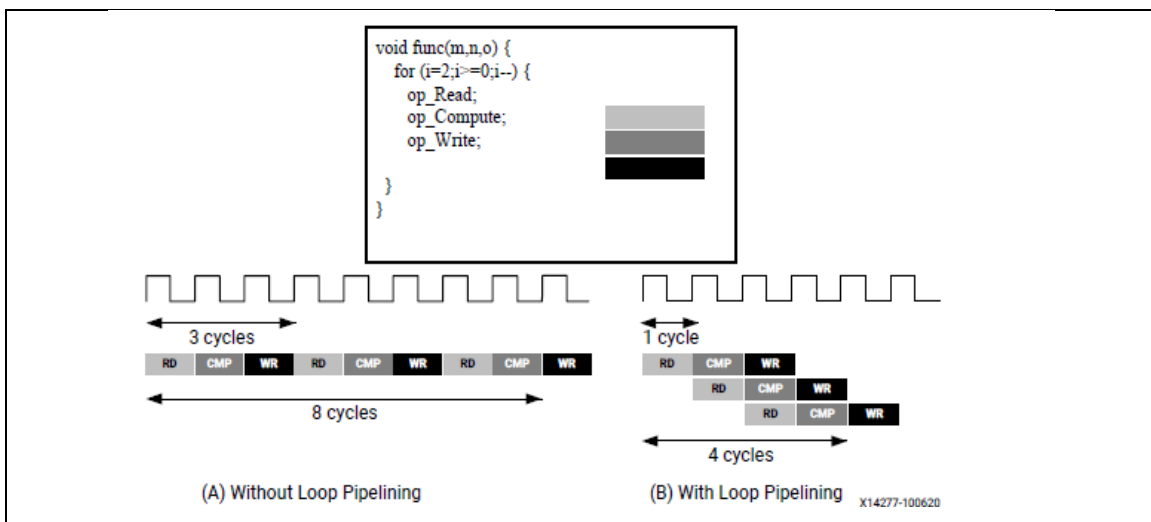 void func(m,n,o) {
for (i=2;i>=0;i--) {
op_Read;
op_Compute;
op_Write;
}
}
3 cycles
RD CMP WR RD CMP WR RD CMP WR
8 cycles
(A) Without Loop Pipelining
1 cycle
RD CMP WR
RD CMP WR
RD CMP WR
4 cycles
(B) With Loop Pipelining
X14277-100620